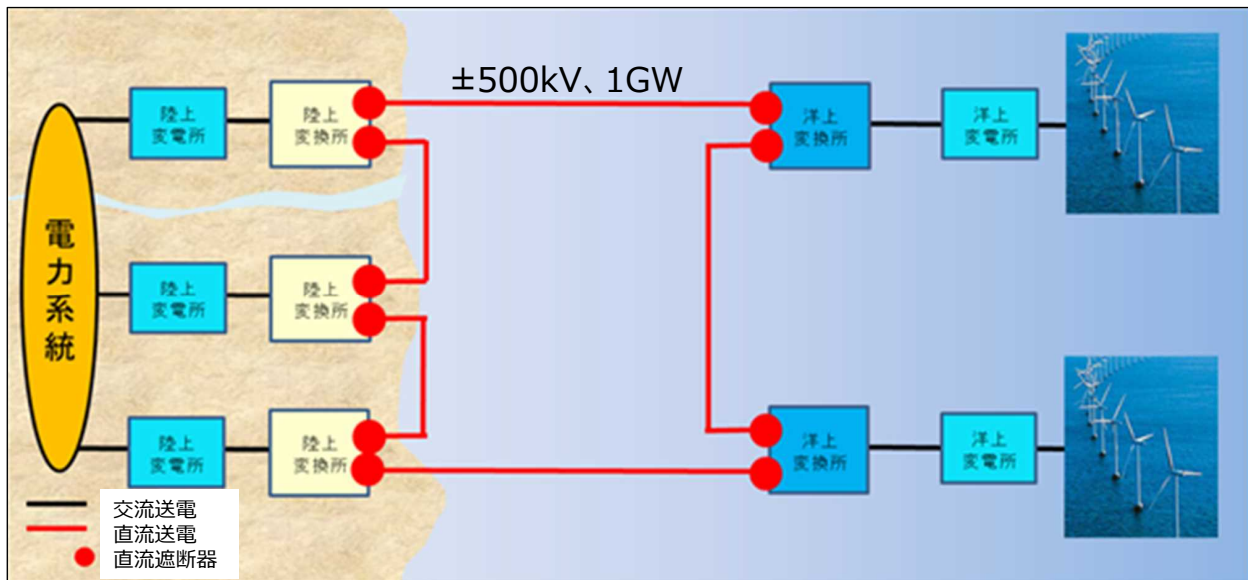 ±500kV、1GW
陸上
変電所
陸上
変換所
洋上
変換所
洋上
変電所
電力系統
陸上
変電所
陸上
変換所
陸上
変電所
陸上
変換所
洋上
変換所
洋上
変電所
交流送電
直流送電
直流遮断器